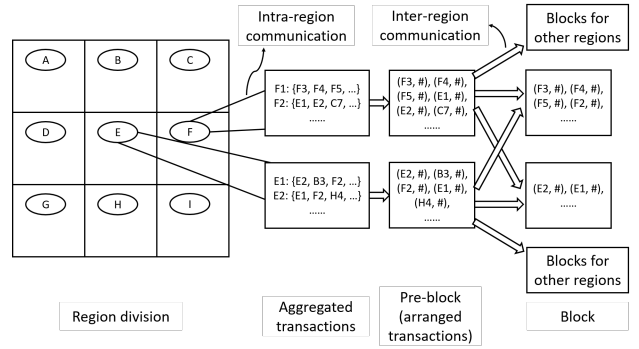 Intra-region
communication
Inter-region
communication
Blocks for
other regions
A
B
C
D
E
F
G
H
I
F1: {F3, F4, F5, ...}
F2: {E1, E2, C7, ...}
......
(F3, #), (F4, #),
(F5, #), (E1, #),
(E2, #), (C7, #),
......
(F3, #), (F4, #),
(F5, #), (F2, #),
......
E1: {E2, B3, F2, ...}
E2: {E1, F2, H4, ...}
......
(E2, #), (B3, #),
(F2, #), (E1, #),
(H4, #),
......
(E2, #), (E1, #),
......
Blocks for
other regions
Region division
Aggregated
transactions
Pre-block
(arranged
transactions)
Block